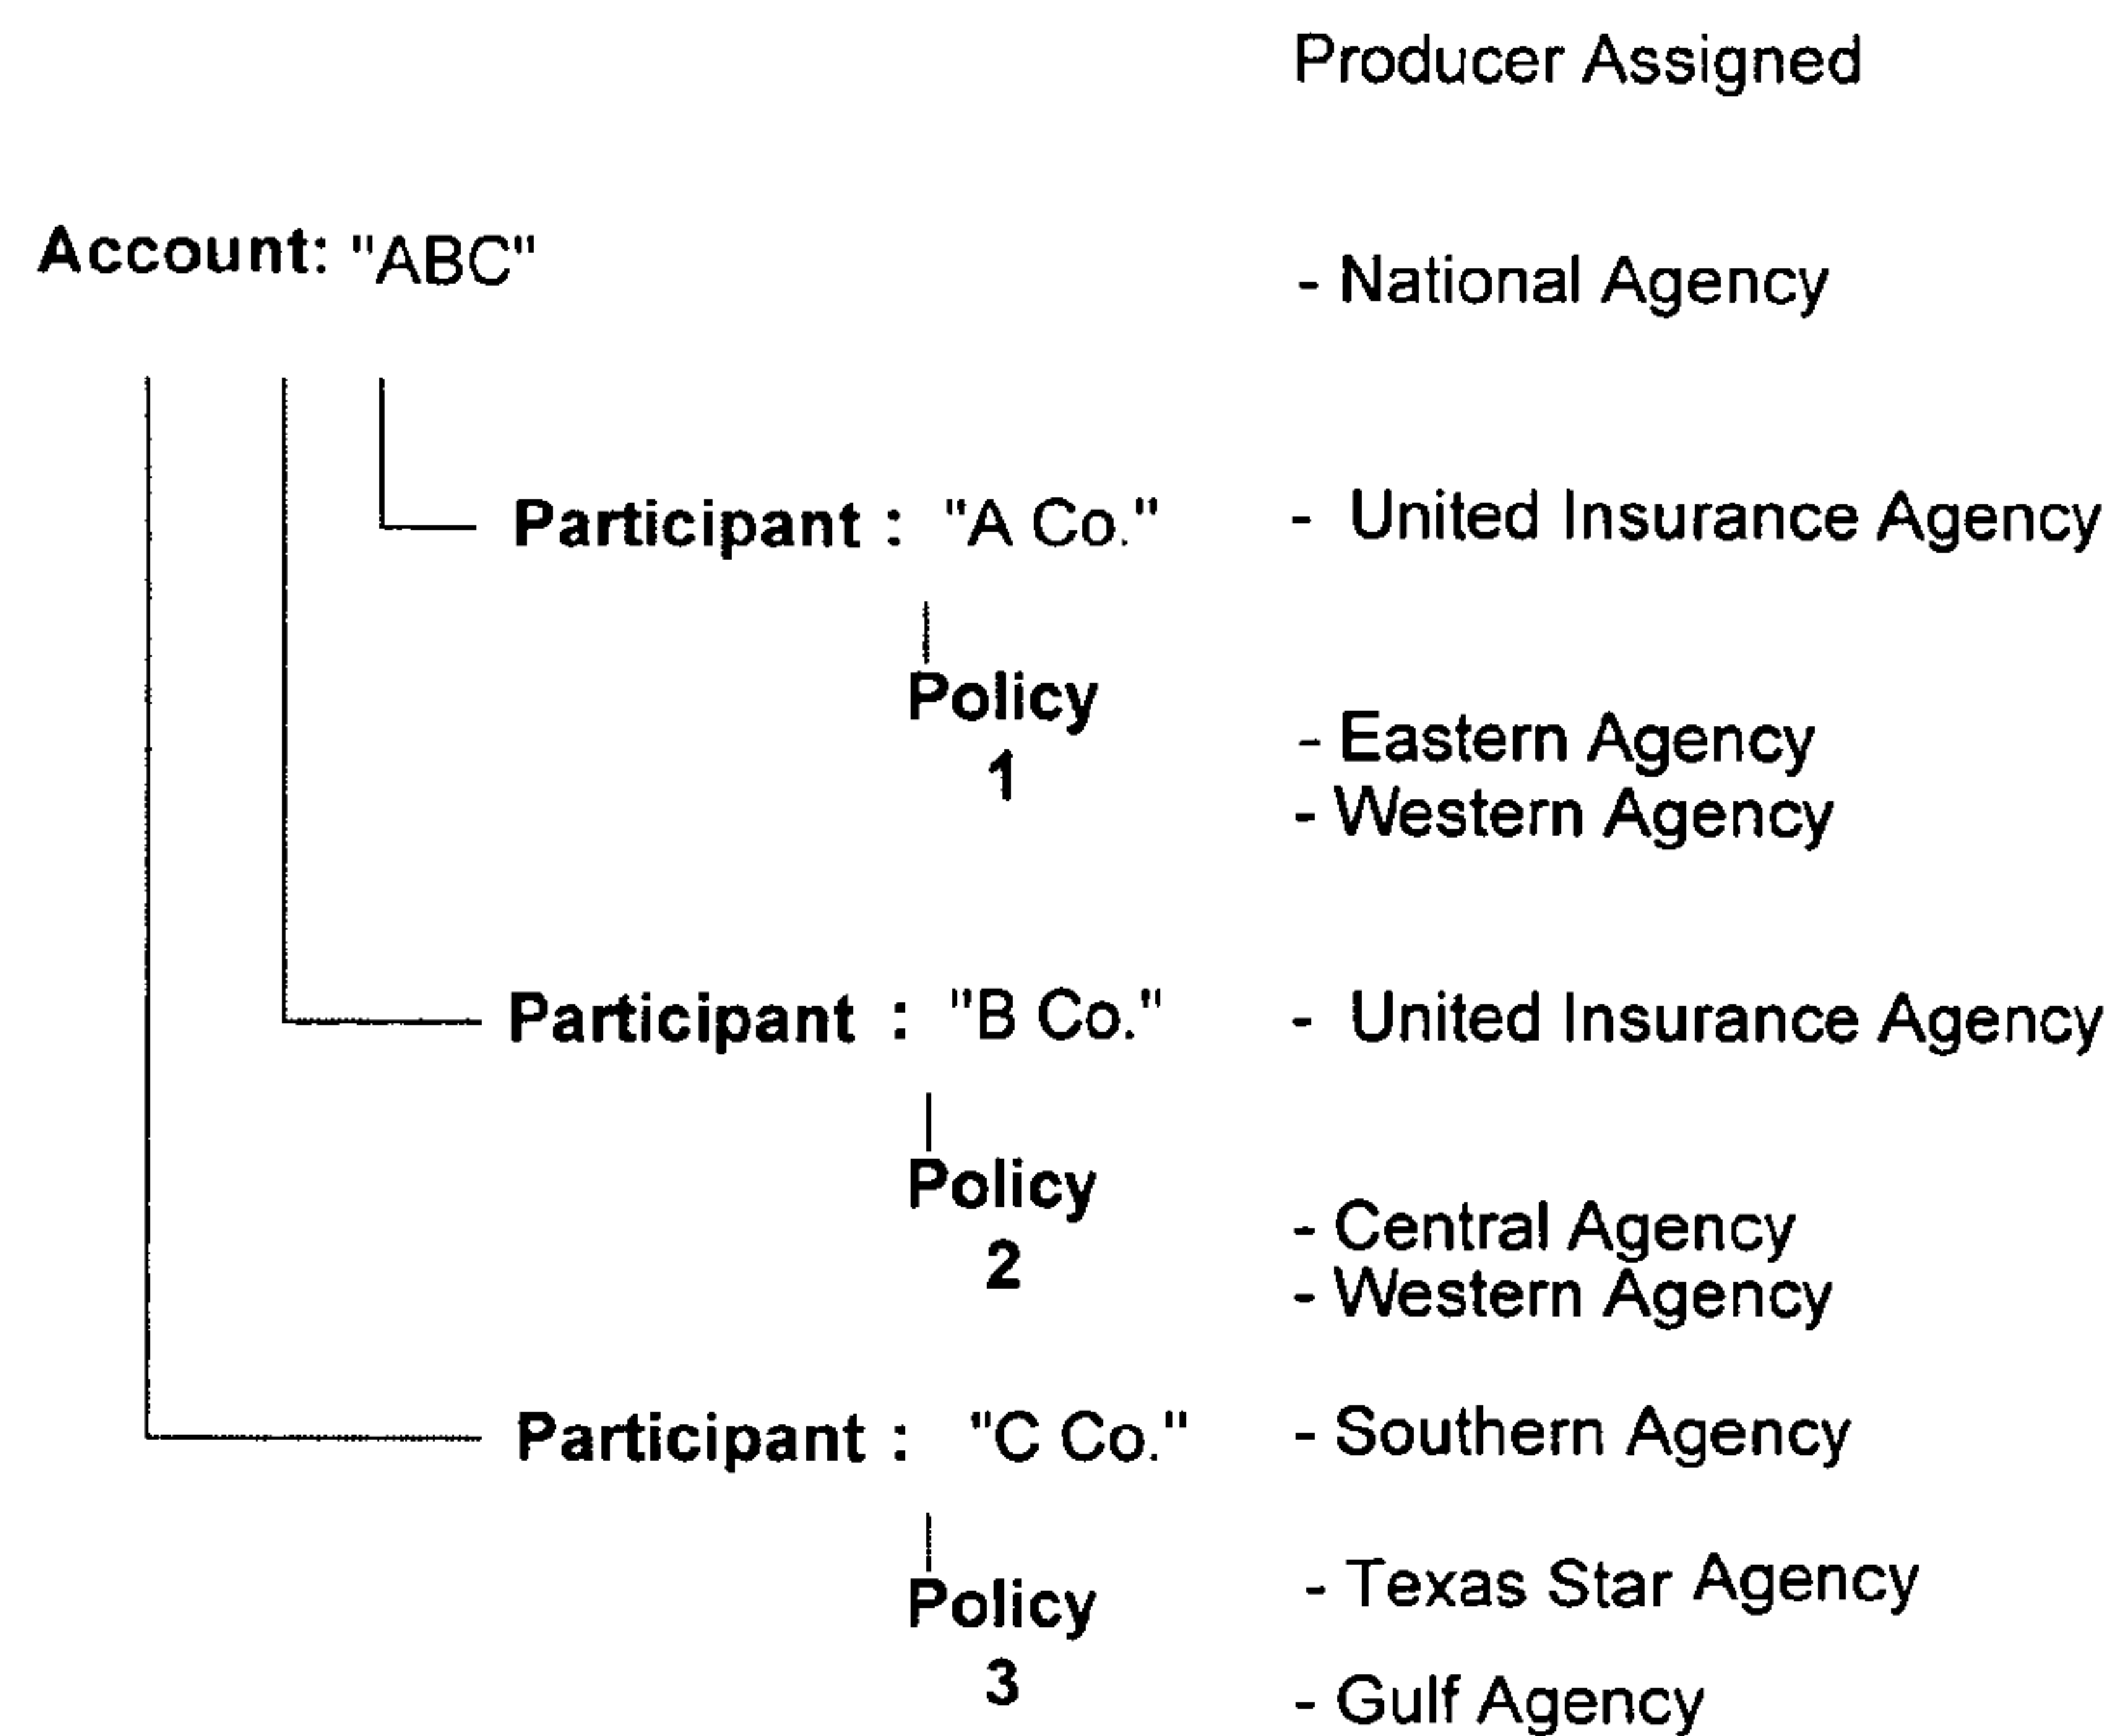 Producer Assigned
Account: "ABC" - National Agency
Participant : "A Co." - United Insurance Agency
Policy
1
- Eastern Agency
- Western Agency
Participant : "B Co." - United Insurance Agency
Policy
2
- Central Agency
- Western Agency
Participant : "C Co." - Southern Agency
Policy
3
- Texas Star Agency
- Gulf Agency